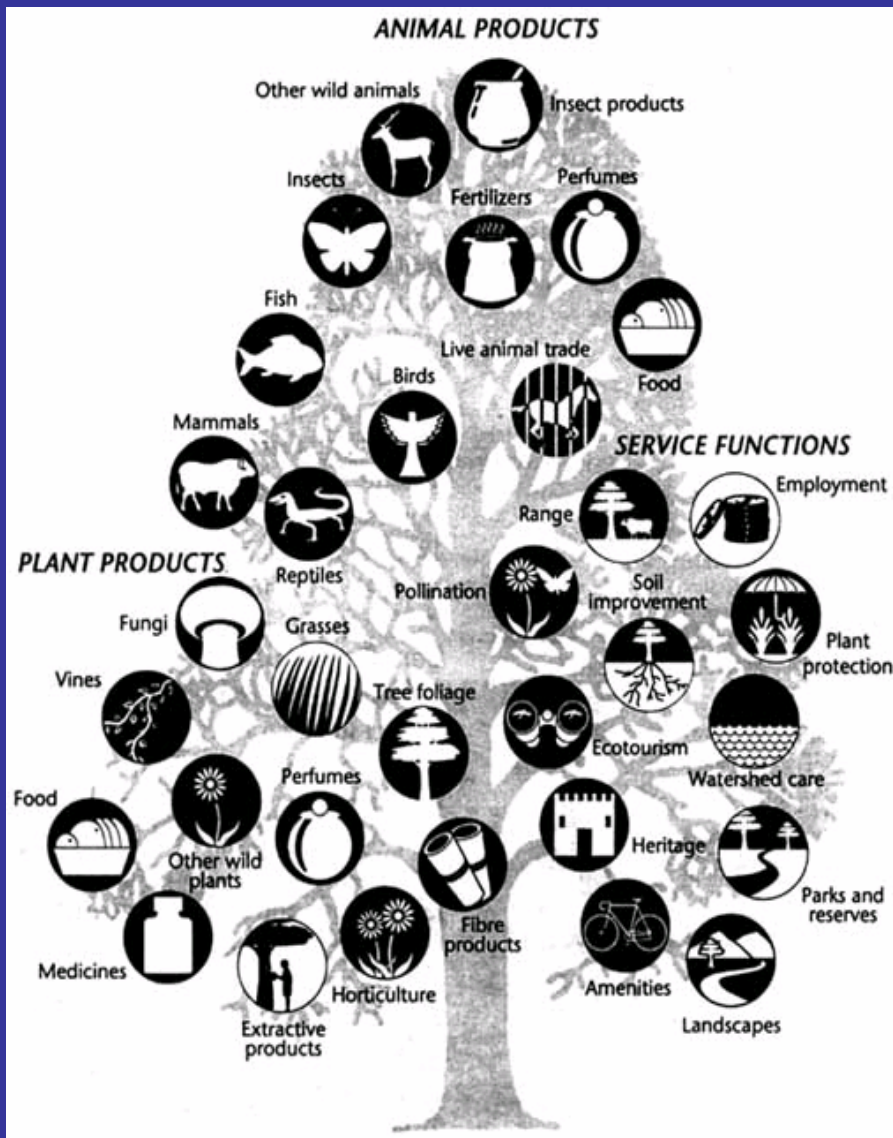 ANIMAL PRODUCTS
Other wild animals
Insect products
Insects
Fertilizers
Perfumes
Fish
Live animal trade
Food
Birds
Mammals
Reptiles
SERVICE FUNCTIONS
Employment
Range
Pollination
Soil
improvement
Plant
protection
Ecotourism
Watershed care
Heritage
Parks and
reserves
Amenities
Landscapes
PLANT PRODUCTS
Fungi
Grasses
Vines
Tree foliage
Food
Perfumes
Other wild
plants
Medicines
Extractive
products
Horticulture
Fibre
products